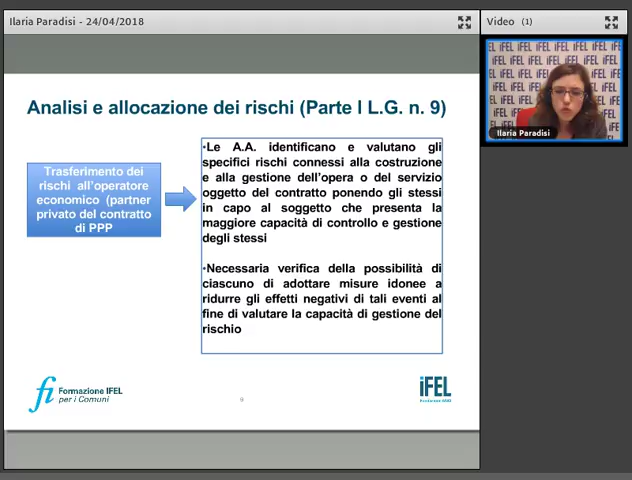 Ilaria Paradisi - 24/04/2018
Video (1)
Analisi e allocazione dei rischi (Parte I L.G. n. 9)
Trasferimento dei
rischi all'operatore
economico (partner
privato del contratto
di PPP
•Le A.A. identificano e valutano gli
specifici rischi connessi alla costruzione
e alla gestione dell'opera o del servizio
oggetto del contratto ponendo gli stessi
in capo al soggetto che presenta la
maggiore capacità di controllo e gestione
degli stessi
•Necessaria verifica della possibilità di
ciascuno di adottare misure idonee a
ridurre gli effetti negativi di tali eventi al
fine di valutare la capacità di gestione del
rischio
Ilaria Paradisi
fi Formazione IFEL
per i Comuni
9
iFEL
Fondazione ANCI